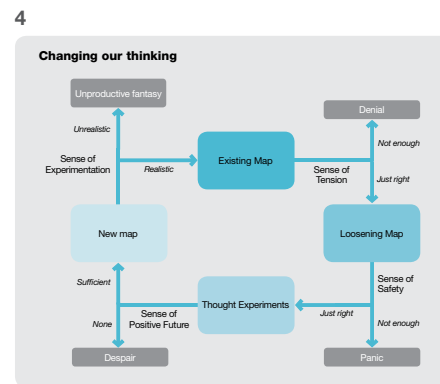 4
Changing our thinking
Unproductive fantasy
Denial
Unrealistic
Not enough
Sense of
Experimentation
Realistic
Existing Map
Sense of
Tension
Just right
New map
Loosening Map
Sufficient
Sense of
Safety
Thought Experiments
None
Sense of
Positive Future
Just right
Not enough
Despair
Panic